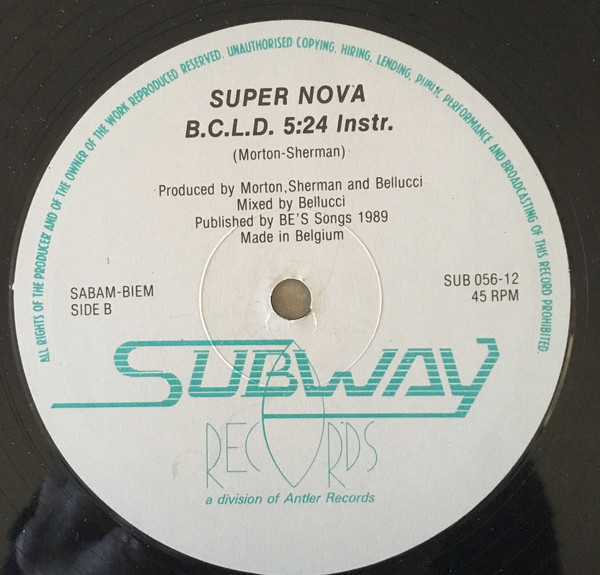 ALL RIGHTS OF THE PRODUCER AND OF THE OWNER OF THE WORK REPRODUCED RESERVED. UNAUTHORISED COPYING, HIRING, LENDING, PUBLIC PERFORMANCE AND BROADCASTING OF THIS RECORD PROHIBITED.
SUPER NOVA
B.C.L.D. 5:24 Instr.
(Morton-Sherman)
Produced by Morton,Sherman and Bellucci
Mixed by Bellucci
Published by BE'S Songs 1989
Made in Belgium
SABAM-BIEM
SIDE B
SUB 056-12
45 RPM
SUBWAY
RECORDS
a division of Antler Records